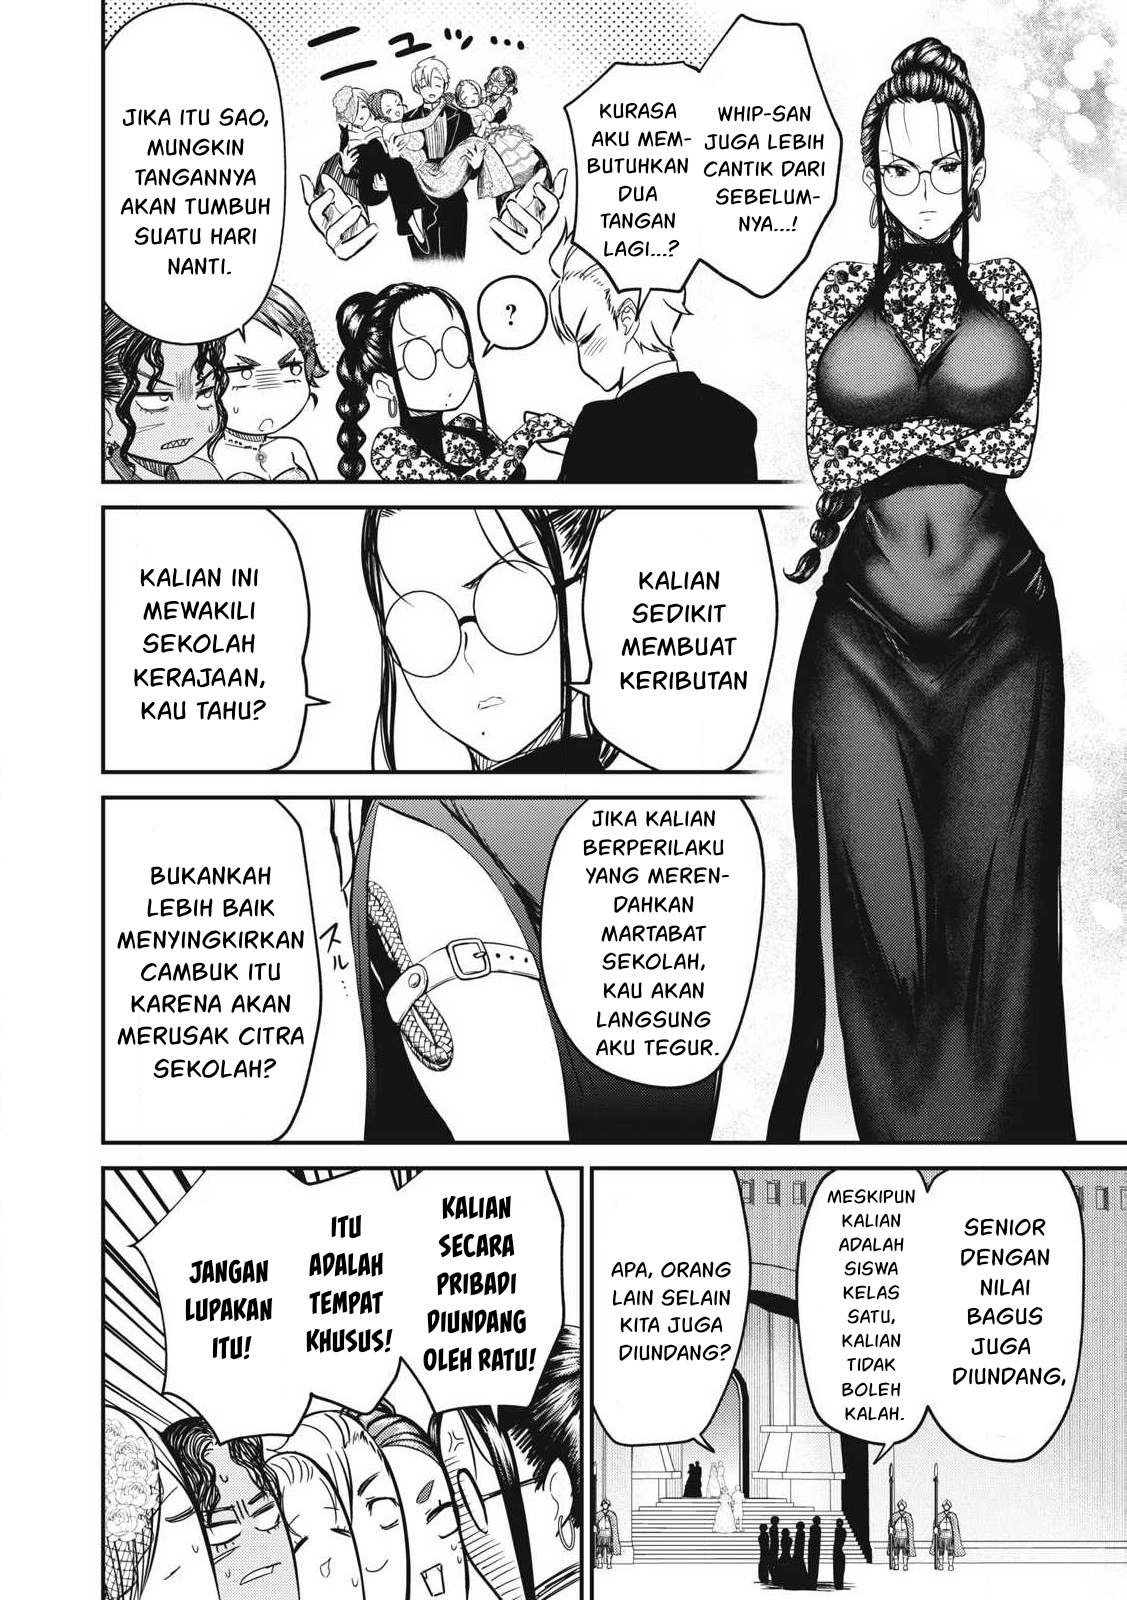 WHIP-SAN
JUGA LEBIH
CANTIK DARI
SEBELUM-
NYA...!
KURASA
AKU MEM-
BUTUHKAN
DUA
TANGAN
LAGI...?
ニュッ…
?
JIKA ITU SAO,
MUNGKIN
TANGANNYA
AKAN TUMBUH
SUATU HARI
NANTI.
KALIAN
SEDIKIT
MEMBUAT
KERIBUTAN
KALIAN INI
MEWAKILI
SEKOLAH
KERAJAAN,
KAU TAHU?
JIKA KALIAN
BERPERILAKU
YANG MEREN-
DAHKAN
MARTABAT
SEKOLAH,
KAU AKAN
LANGSUNG
AKU TEGUR.
スル…
BUKANKAH
LEBIH BAIK
MENYINGKIRKAN
CAMBUK ITU
KARENA AKAN
MERUSAK CITRA
SEKOLAH?
SENIOR
DENGAN
NILAI
BAGUS
JUGA
DIUNDANG,
MESKIPUN
KALIAN
ADALAH
SISWA
KELAS
SATU,
KALIAN
TIDAK
BOLEH
KALAH.
APA, ORANG
LAIN SELAIN
KITA JUGA
DIUNDANG?
KALIAN
SECARA
PRIBADI
DIUNDANG
OLEH RATU!
ITU
ADALAH
TEMPAT
KHUSUS!
JANGAN
LUPAKAN
ITU!